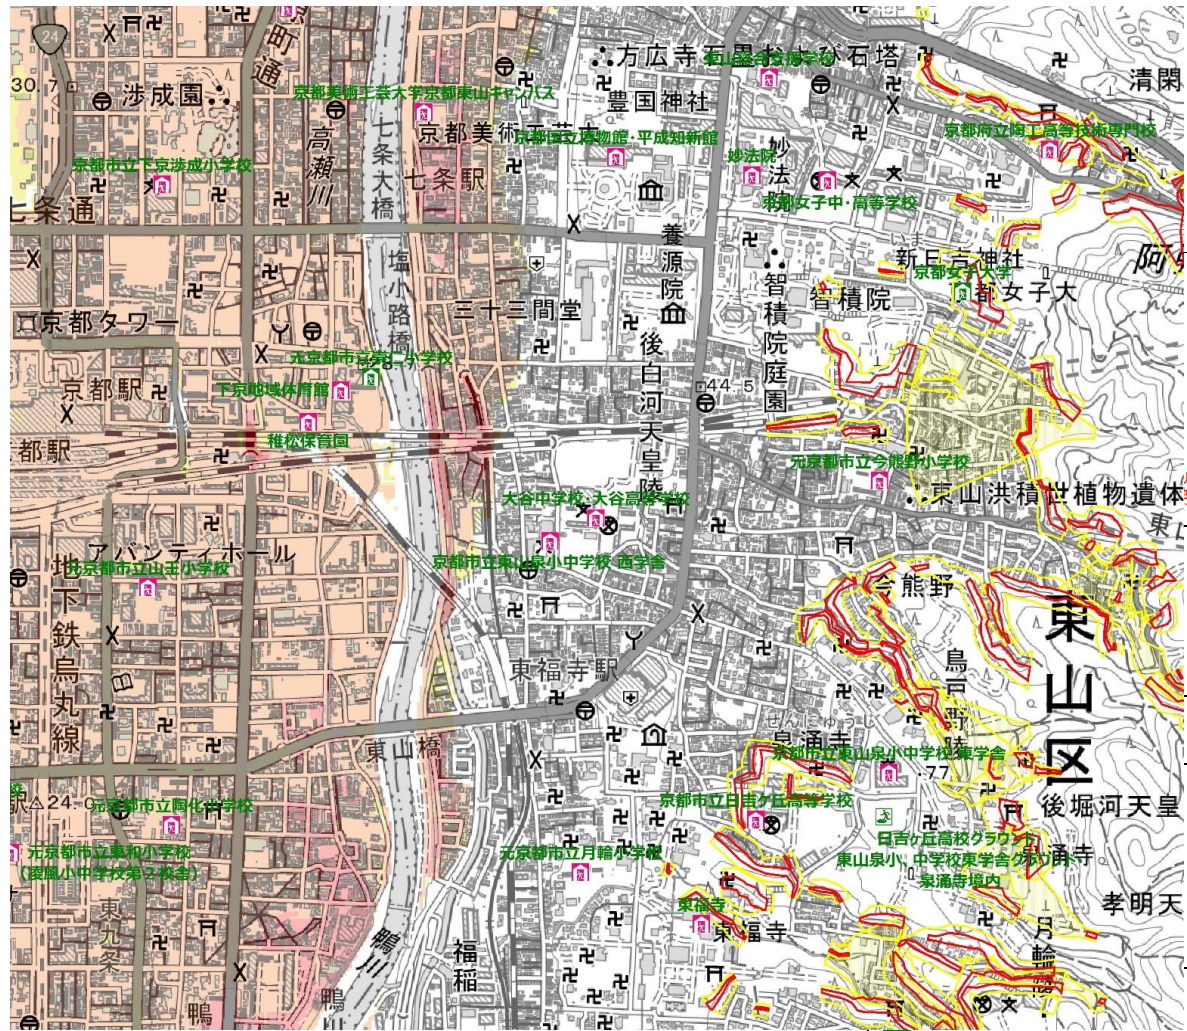 24
町通
方広寺石塁および石塔
清閑
30.7
渉成園
京都美術工芸大学京都東山キャンパス
豊国神社
高瀬川
七条大橋
京都国立博物館・平成知新館
京都府立陶工高等技術専門校
京都市立下京渉成小学校
七条駅
妙法院
妙法院
京都女子中・高等学校
七条通
養源院
新日吉神社
阿
塩小路橋
智積院
京都女子大学
都女子大
智積院
京都タワー
三十三間堂
元京都市立崇仁小学校
後白河天皇陵
智積院庭園
京都駅
下京地域体育館
44.5
稚松保育園
都駅
元京都市立今熊野小学校
東山洪積世植物遺体
大谷中学校・大谷高等学校
アバンティホール
元京都市立山王小学校
京都市立東山泉小中学校 西学舎
地下鉄烏丸線
今熊野
東山区
東福寺駅
鳥戸野陵
せんにゅうじ
泉涌寺
東山橋
京都市立東山泉小中学校 東学舎
・77
元京都市立陶化小学校
京都市立日吉ケ丘高等学校
後堀河天皇
日吉ヶ丘高校グラウンド
元京都市立東和小学校
（凌風小中学校第２校舎）
元京都市立月輪小学校
東山泉小、中学校東学舎グラウンド
泉涌寺境内
東福寺
孝明天
東九条
鴨川
東福寺
月輪陵
福稲
鴨
鴨川